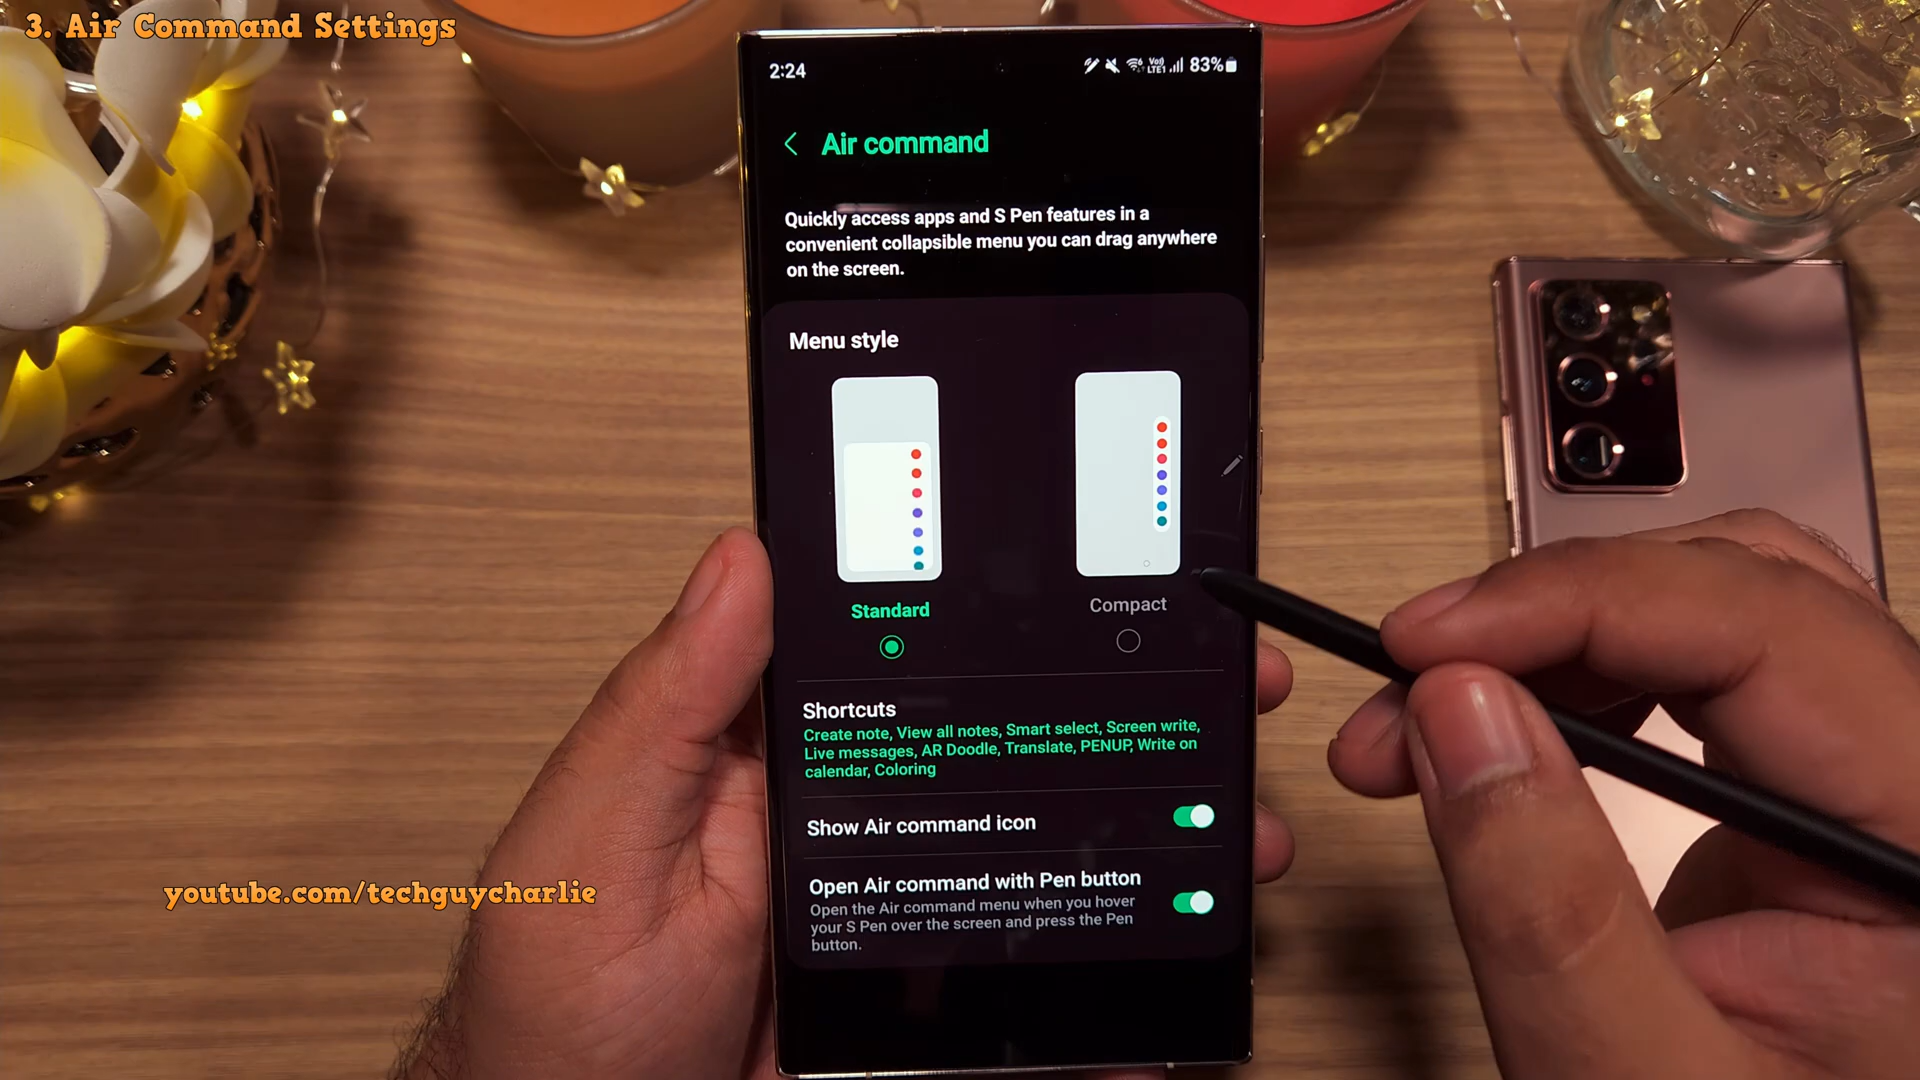 3. Air Command Settings
2:24
83%
Air command
Quickly access apps and S Pen features in a
convenient collapsible menu you can drag anywhere
on the screen.
Menu style
Standard
Compact
Shortcuts
Create note, View all notes, Smart select, Screen write,
Live messages, AR Doodle, Translate, PENUP, Write on
calendar, Coloring
Show Air command icon
Open Air command with Pen button
Open the Air command menu when you hover
your S Pen over the screen and press the Pen
button.
youtube.com/techguycharlie